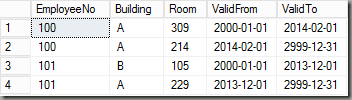 EmployeeNo Building Room ValidFrom ValidTo
1 100 A 309 2000-01-01 2014-02-01
2 100 A 214 2014-02-01 2999-12-31
3 101 B 105 2000-01-01 2013-12-01
4 101 A 229 2013-12-01 2999-12-31